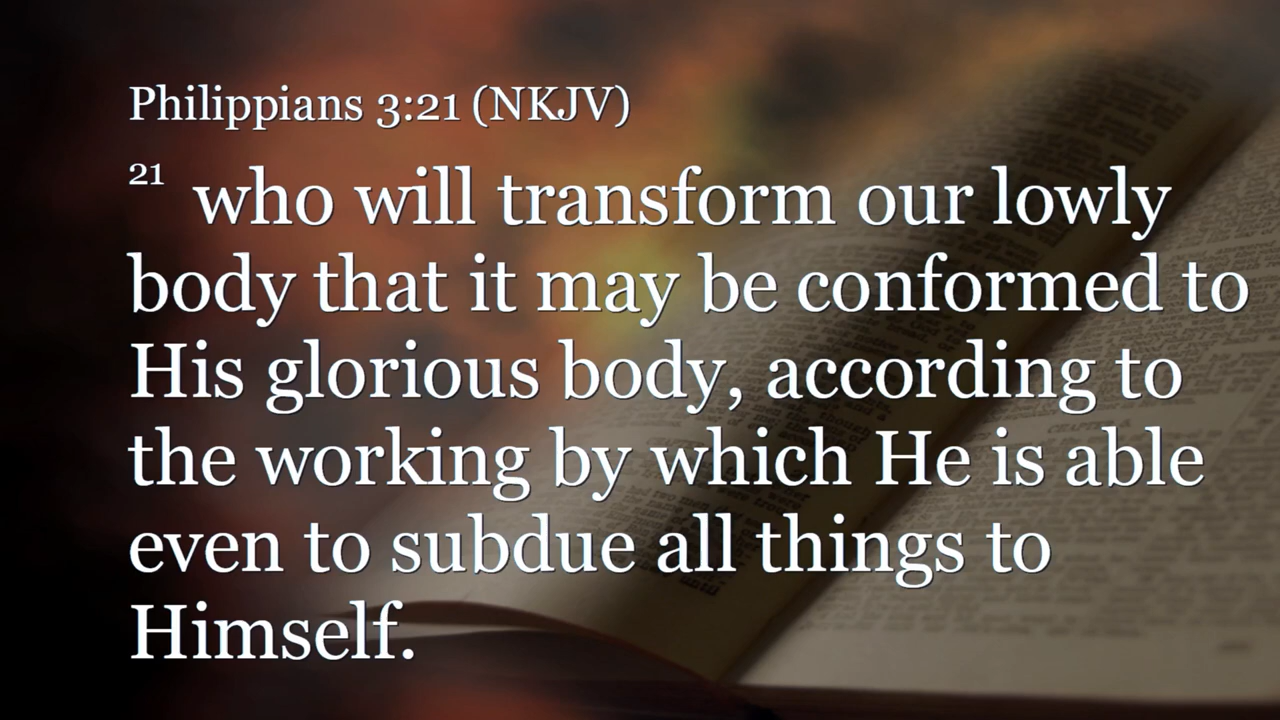 Philippians 3:21 (NKJV)
21 who will transform our lowly
body that it may be conformed to
His glorious body, according to
the working by which He is able
even to subdue all things to
Himself.